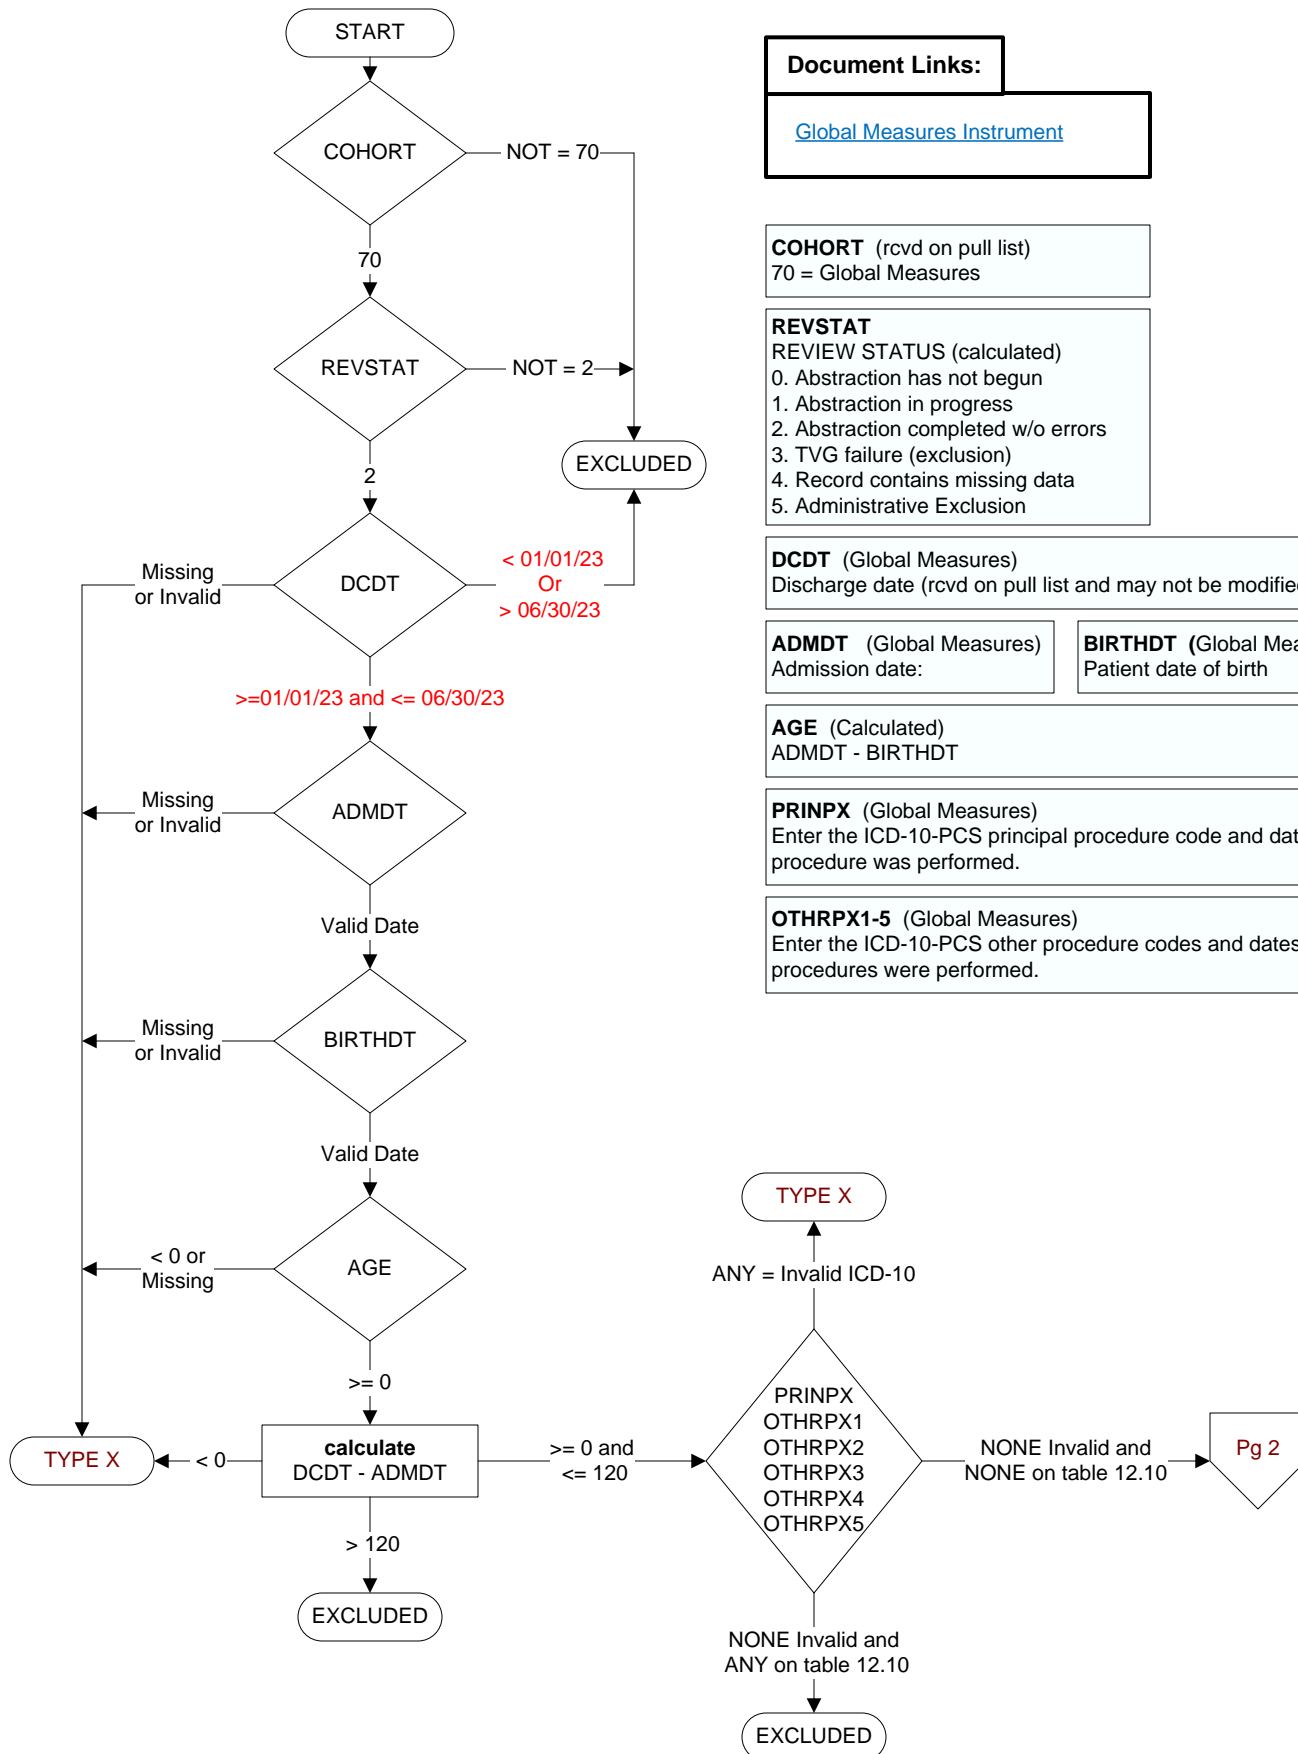 START
COHORT
NOT = 70
70
REVSTAT
NOT = 2
2
EXCLUDED
DCDT
Missing
or Invalid
< 01/01/23
Or
> 06/30/23
>=01/01/23 and <= 06/30/23
ADMDT
Missing
or Invalid
Valid Date
BIRTHDT
Missing
or Invalid
Valid Date
AGE
< 0 or
Missing
>= 0
TYPE X
< 0
calculate
DCDT - ADMDT
> 120
EXCLUDED
>= 0 and
<= 120
TYPE X
ANY = Invalid ICD-10
PRINPX
OTHRPX1
OTHRPX2
OTHRPX3
OTHRPX4
OTHRPX5
NONE Invalid and
NONE on table 12.10
Pg 2
NONE Invalid and
ANY on table 12.10
EXCLUDED
Document Links:
Global Measures Instrument
COHORT (rcvd on pull list)
70 = Global Measures
REVSTAT
REVIEW STATUS (calculated)
0. Abstraction has not begun
1. Abstraction in progress
2. Abstraction completed w/o errors
3. TVG failure (exclusion)
4. Record contains missing data
5. Administrative Exclusion
DCDT (Global Measures)
Discharge date (rcvd on pull list and may not be modified
ADMDT (Global Measures)
Admission date:
BIRTHDT (Global Mea
Patient date of birth
AGE (Calculated)
ADMDT - BIRTHDT
PRINPX (Global Measures)
Enter the ICD-10-PCS principal procedure code and dat
procedure was performed.
OTHRPX1-5 (Global Measures)
Enter the ICD-10-PCS other procedure codes and dates
procedures were performed.